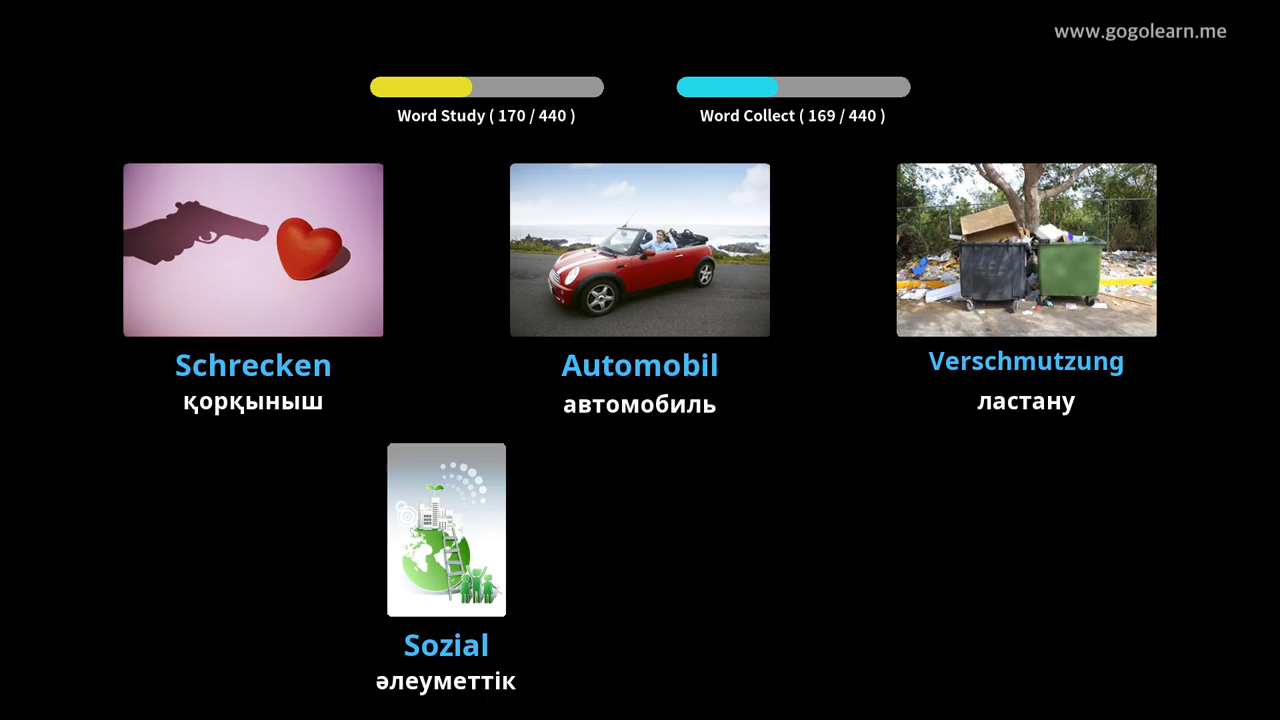 www.gogolearn.me
Word Study ( 170 / 440 )
Word Collect ( 169 / 440 )
Schrecken
қорқыныш
Automobil
автомобиль
Verschmutzung
ластану
Sozial
әлеуметтік